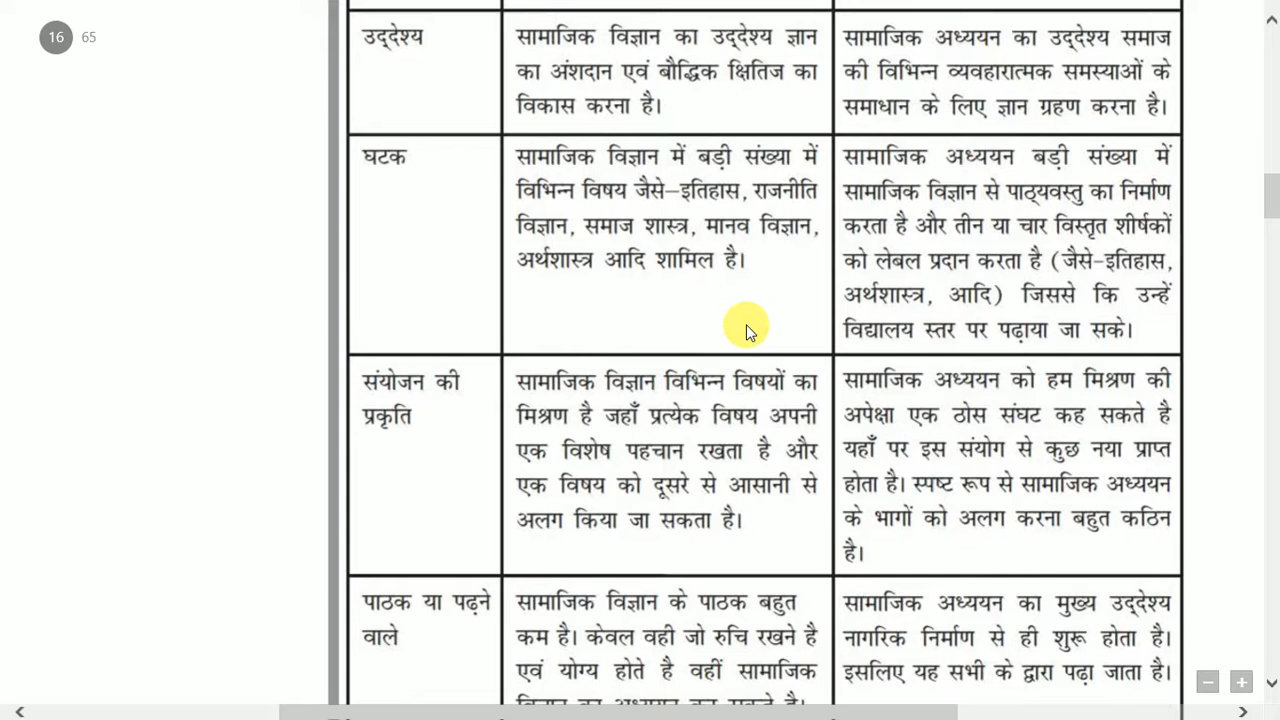 16 65
उद्देश्य
सामाजिक विज्ञान का उद्देश्य ज्ञान
का अंशदान एवं बौद्धिक क्षितिज का
विकास करना है।
सामाजिक अध्ययन का उद्देश्य समाज
की विभिन्न व्यवहारात्मक समस्याओं के
समाधान के लिए ज्ञान ग्रहण करना है।
घटक
सामाजिक विज्ञान में बड़ी संख्या में
विभिन्न विषय जैसे–इतिहास, राजनीति
विज्ञान, समाज शास्त्र, मानव विज्ञान,
अर्थशास्त्र आदि शामिल है।
सामाजिक अध्ययन बड़ी संख्या में
सामाजिक विज्ञान से पाठ्यवस्तु का निर्माण
करता है और तीन या चार विस्तृत शीर्षकों
को लेबल प्रदान करता है (जैसे-इतिहास,
अर्थशास्त्र, आदि) जिससे कि उन्हें
विद्यालय स्तर पर पढ़ाया जा सके।
संयोजन की
प्रकृति
सामाजिक विज्ञान विभिन्न विषयों का
मिश्रण है जहाँ प्रत्येक विषय अपनी
एक विशेष पहचान रखता है और
एक विषय को दूसरे से आसानी से
अलग किया जा सकता है।
सामाजिक अध्ययन को हम मिश्रण की
अपेक्षा एक ठोस संघट कह सकते है
यहाँ पर इस संयोग से कुछ नया प्राप्त
होता है। स्पष्ट रूप से सामाजिक अध्ययन
के भागों को अलग करना बहुत कठिन
है।
पाठक या पढ़ने
वाले
सामाजिक विज्ञान के पाठक बहुत
कम है। केवल वही जो रुचि रखने है
एवं योग्य होते है वहीं सामाजिक
सामाजिक अध्ययन का मुख्य उद्देश्य
नागरिक निर्माण से ही शुरू होता है।
इसलिए यह सभी के द्वारा पढ़ा जाता है।